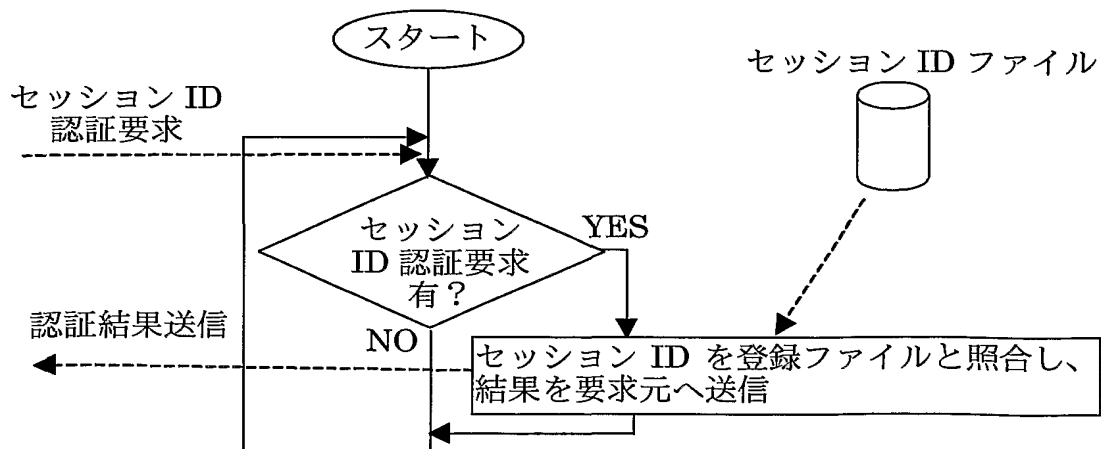 スタート
セッション ID ファイル
セッション ID
認証要求
セッション
ID 認証要求
有？
YES
認証結果送信
NO
セッション ID を登録ファイルと照合し、
結果を要求元へ送信